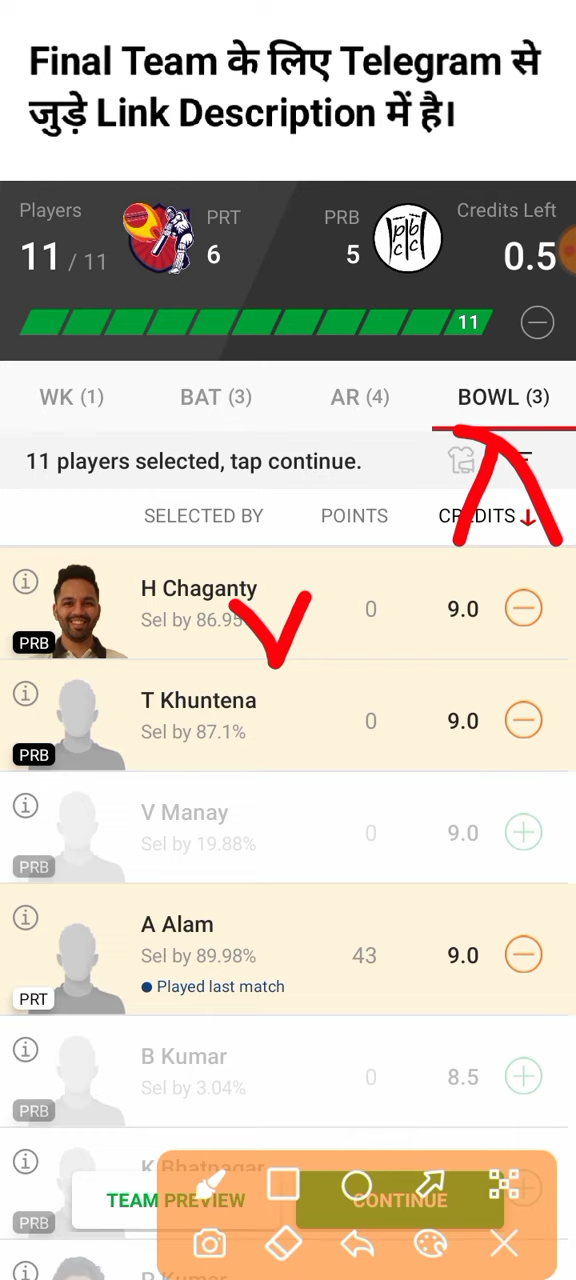 Final Team के लिए Telegram से
जुड़े Link Description में है।
Players
PRT
PRB
Credits Left
11 / 11
6
5
0.5
11
WK (1)
BAT (3)
AR (4)
BOWL (3)
11 players selected, tap continue.
SELECTED BY
POINTS
CREDITS
H Chaganty
Sel by 86.95
0
9.0
PRB
T Khuntena
Sel by 87.1%
0
9.0
PRB
V Manay
Sel by 19.88%
0
9.0
PRB
A Alam
Sel by 89.98%
43
9.0
Played last match
PRT
B Kumar
Sel by 3.04%
0
8.5
PRB
K Bhatnagar
TEAM PREVIEW
CONTINUE
PRB